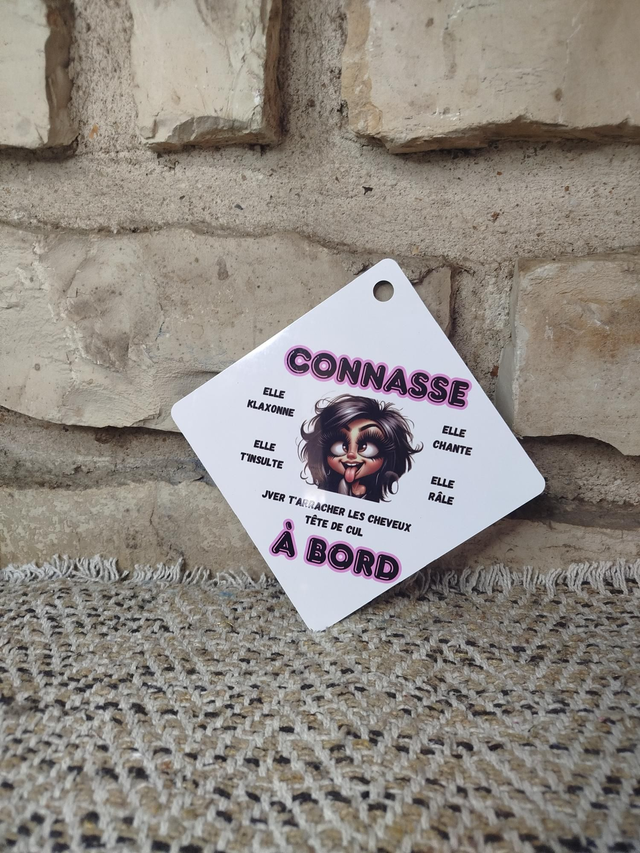 CONNASSE
ELLE
KLAXONNE
ELLE
CHANTE
ELLE
T'INSULTE
ELLE
RÂLE
JVER T'ARRACHER LES CHEVEUX
TÊTE DE CUL
À BORD